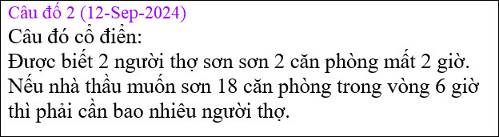 Câu đố 2 (12-Sep-2024)
Câu đó cổ điển:
Được biết 2 người thợ sơn sơn 2 căn phòng mất 2 giờ.
Nếu nhà thầu muốn sơn 18 căn phòng trong vòng 6 giờ
thì phải cần bao nhiêu người thợ.